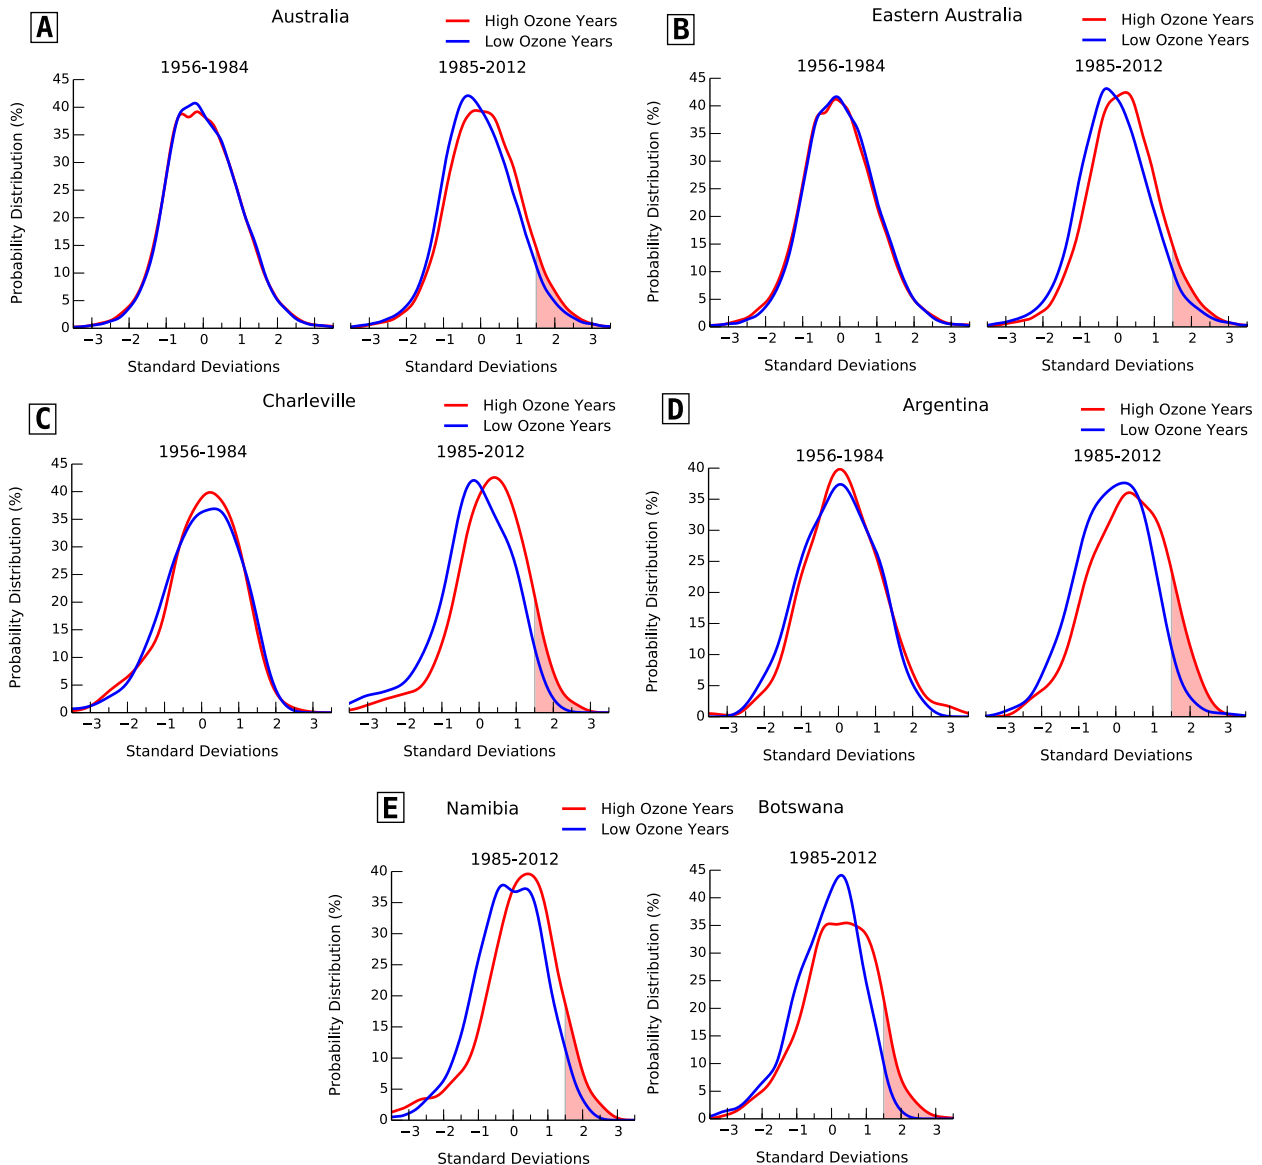 A
Australia
High Ozone Years
Low Ozone Years
1956-1984
1985-2012
Probability Distribution (%)
45
40
35
30
25
20
15
10
5
0
−3 −2 −1 0 1 2 3
−3 −2 −1 0 1 2 3
Standard Deviations
Standard Deviations
B
Eastern Australia
High Ozone Years
Low Ozone Years
1956-1984
1985-2012
Probability Distribution (%)
45
40
35
30
25
20
15
10
5
0
−3 −2 −1 0 1 2 3
−3 −2 −1 0 1 2 3
Standard Deviations
Standard Deviations
C
Charleville
High Ozone Years
Low Ozone Years
1956-1984
1985-2012
Probability Distribution (%)
45
40
35
30
25
20
15
10
5
0
−3 −2 −1 0 1 2 3
−3 −2 −1 0 1 2 3
Standard Deviations
Standard Deviations
D
Argentina
High Ozone Years
Low Ozone Years
1956-1984
1985-2012
Probability Distribution (%)
40
35
30
25
20
15
10
5
0
−3 −2 −1 0 1 2 3
−3 −2 −1 0 1 2 3
Standard Deviations
Standard Deviations
E
Namibia
High Ozone Years
Low Ozone Years
Botswana
1985-2012
Probability Distribution (%)
40
35
30
25
20
15
10
5
0
−3 −2 −1 0 1 2 3
Standard Deviations
1985-2012
Probability Distribution (%)
45
40
35
30
25
20
15
10
5
0
−3 −2 −1 0 1 2 3
Standard Deviations